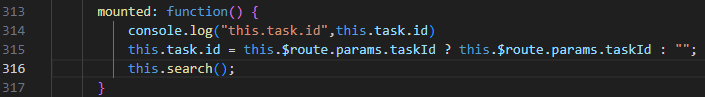 313 mounted: function() {
314 console.log("this.task.id",this.task.id)
315 this.task.id = this.$route.params.taskId ? this.$route.params.taskId : "";
316 this.search();
317 }